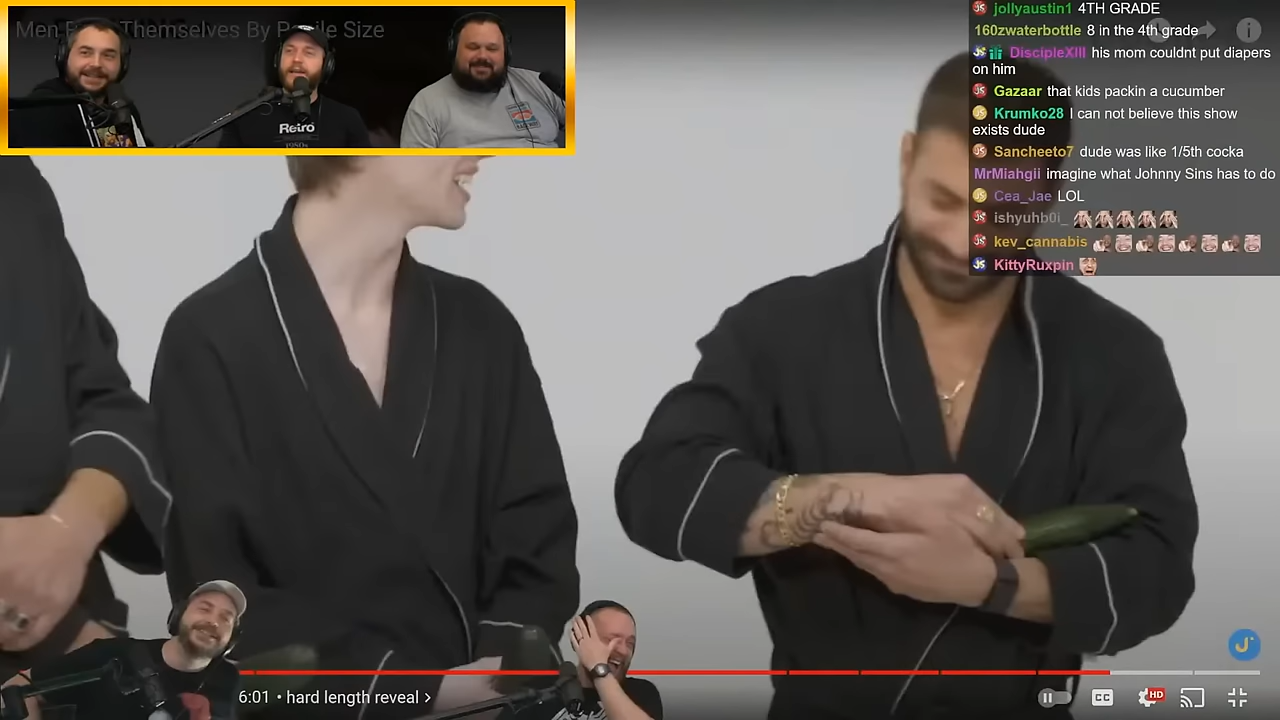 Men R Themselves By P ile Size
Retro
1980s
jollyaustin1 4TH GRADE
160zwaterbottle 8 in the 4th grade
DiscipleXIII his mom couldnt put diapers
on him
Gazaar that kids packin a cucumber
Krumko28 I can not believe this show
exists dude
Sancheeto7 dude was like 1/5th cocka
MrMiahgii imagine what Johnny Sins has to do
Cea_Jae LOL
ishyuhb0i_
kev_cannabis
KittyRuxpin
6:01 • hard length reveal >
CC
HD